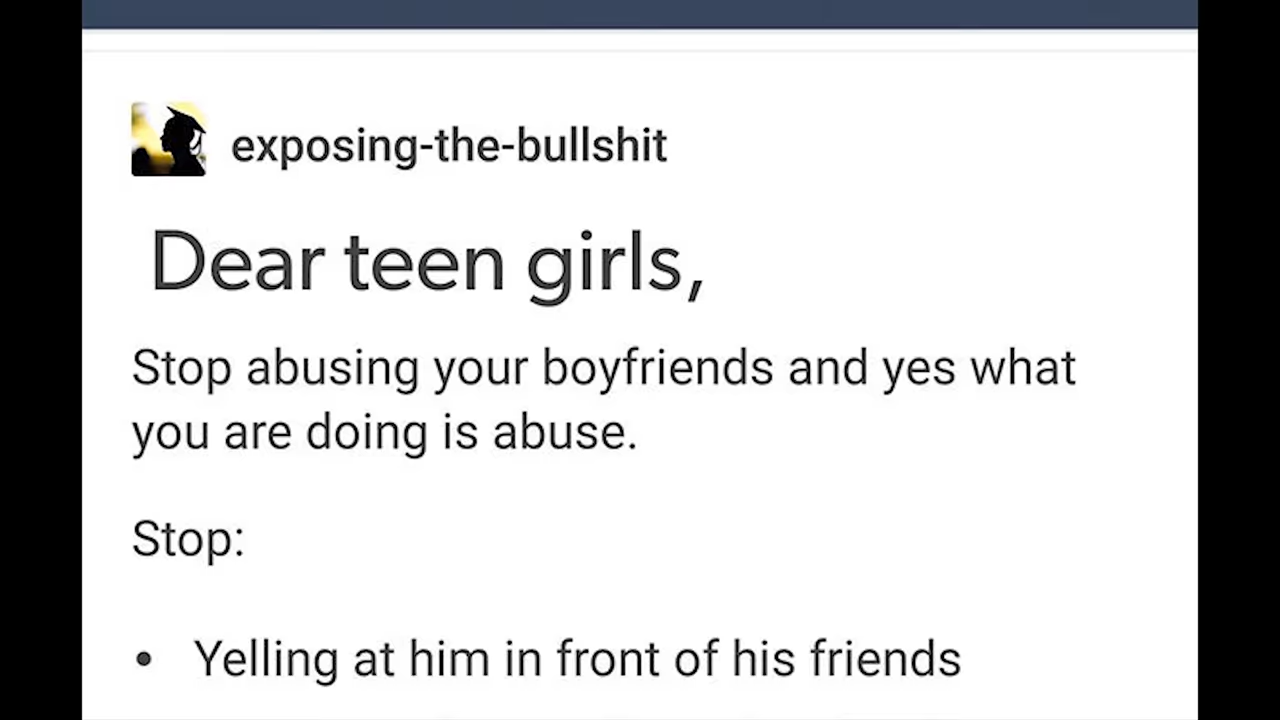 exposing-the-bullshit
Dear teen girls,
Stop abusing your boyfriends and yes what
you are doing is abuse.
Stop:
• Yelling at him in front of his friends